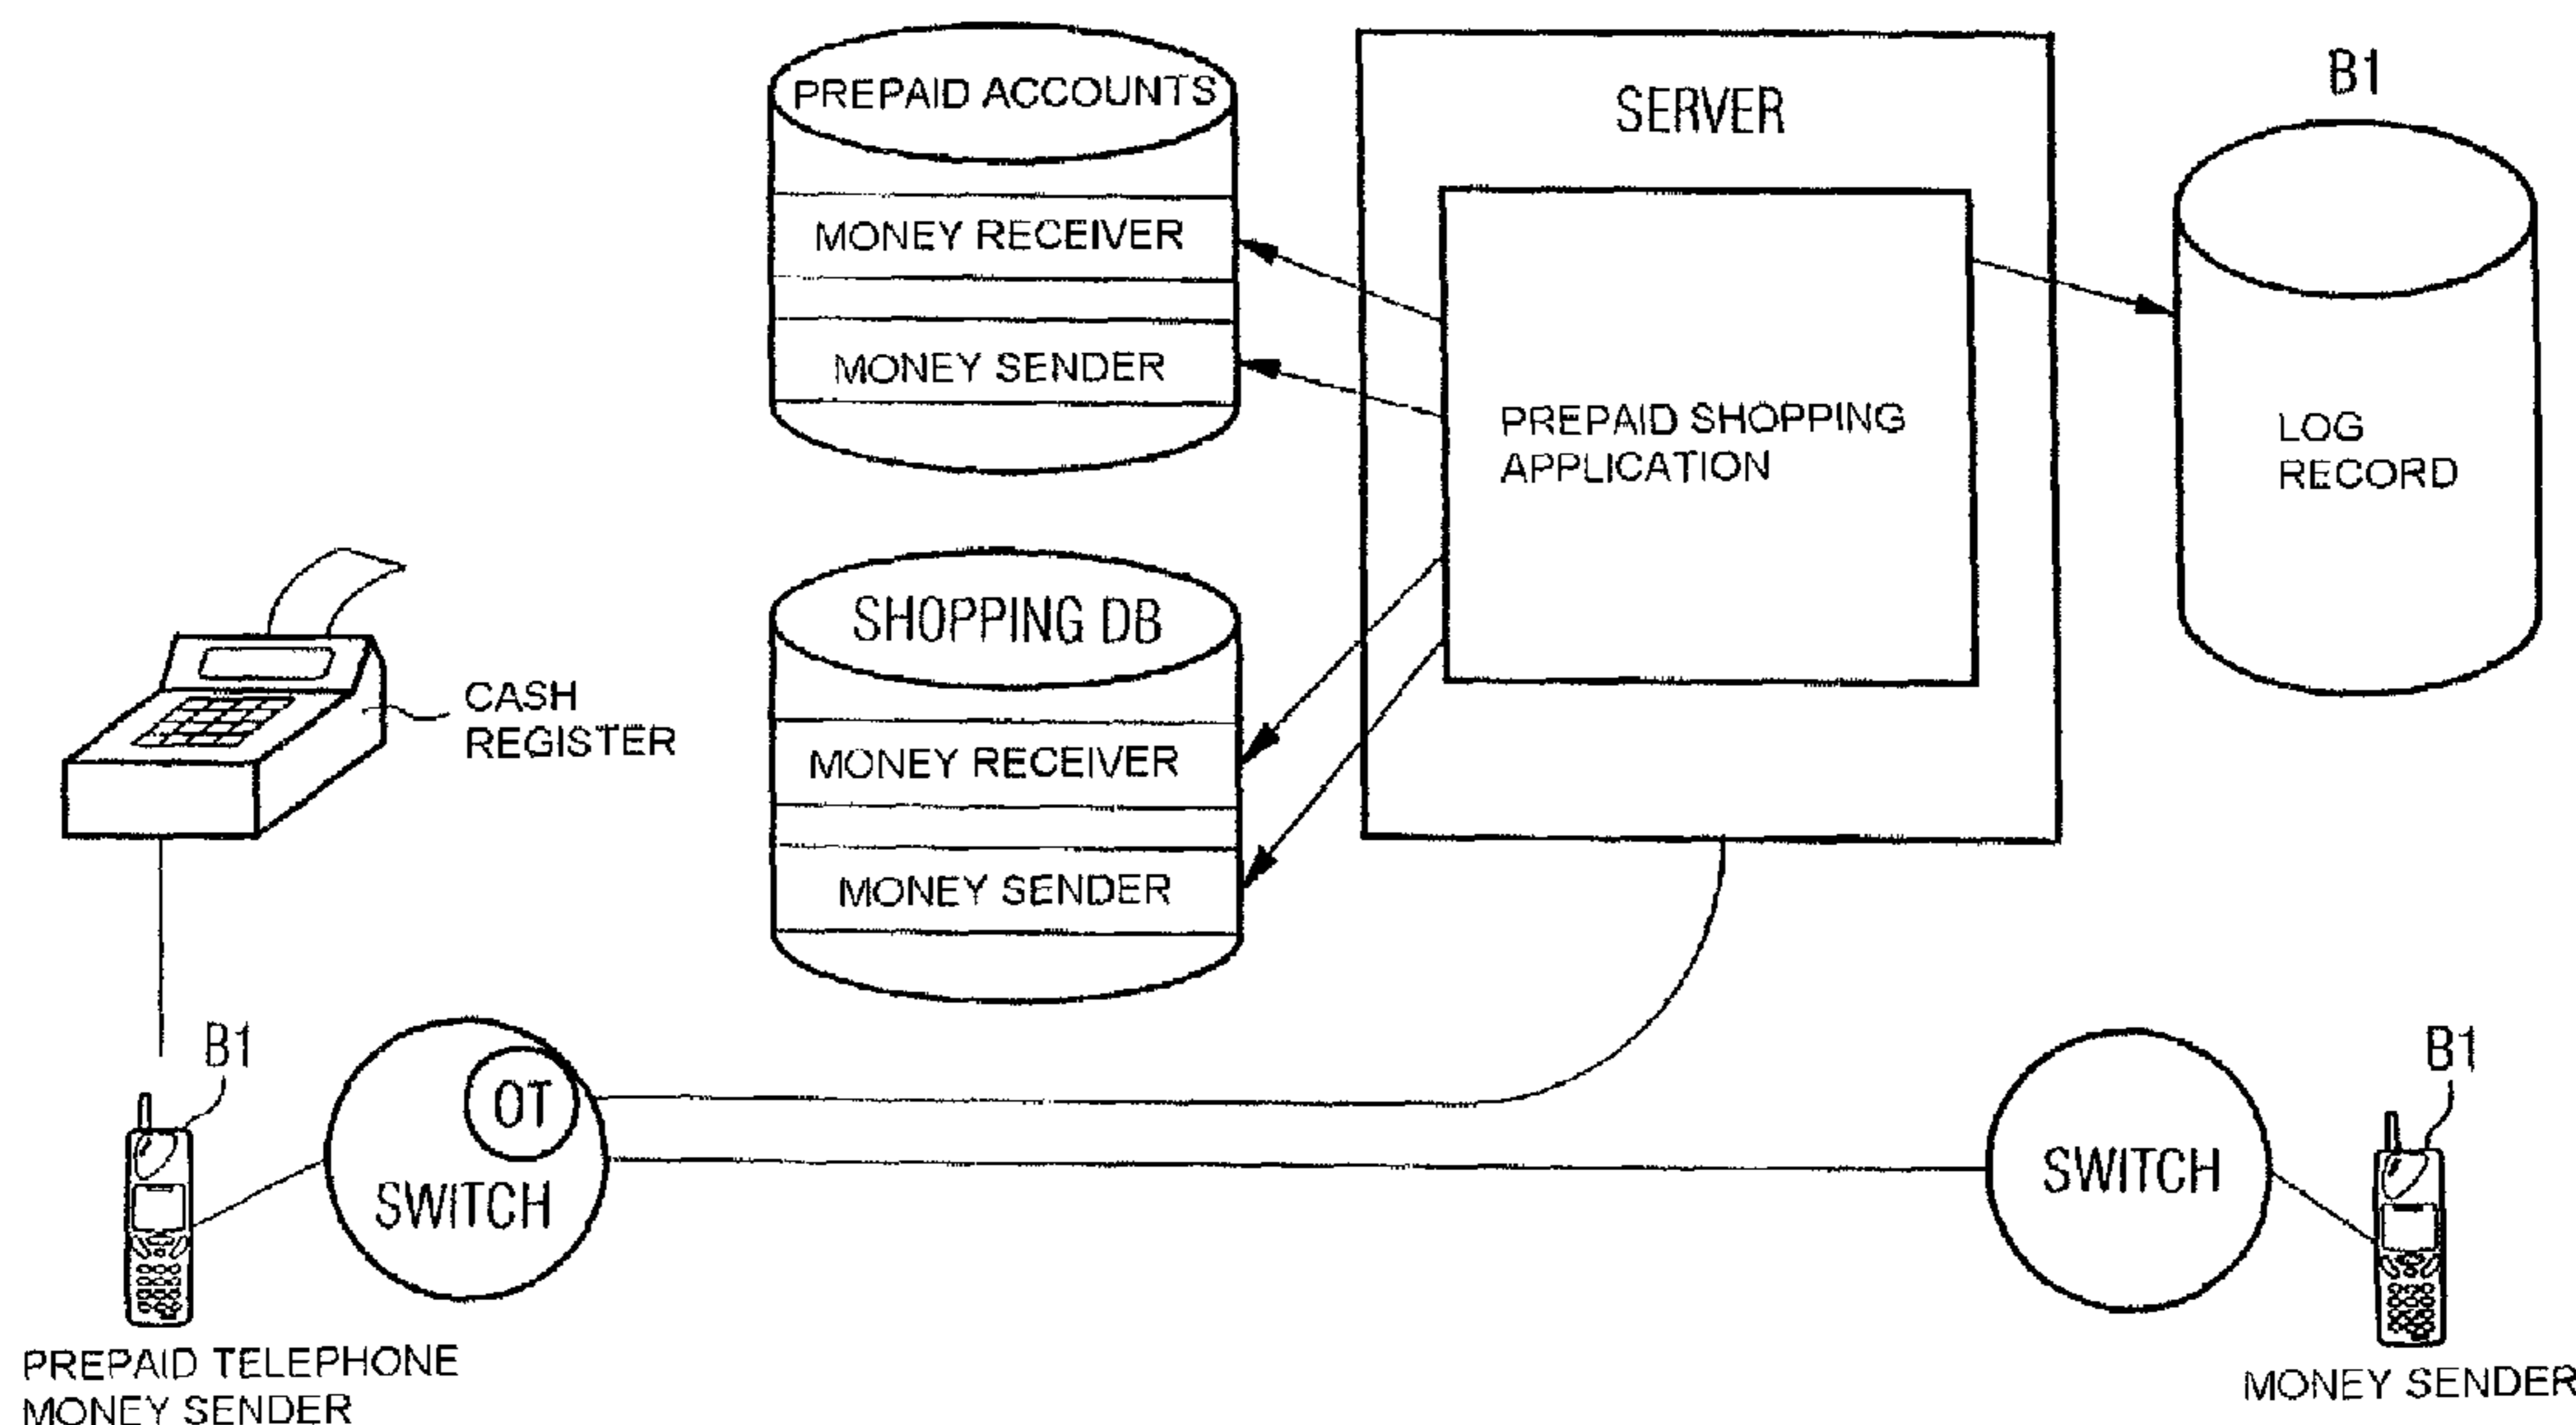 PREPAID ACCOUNTS
MONEY RECEIVER
MONEY SENDER
SERVER
PREPAID SHOPPING
APPLICATION
B1
LOG
RECORD
CASH
REGISTER
SHOPPING DB
MONEY RECEIVER
MONEY SENDER
B1
OT
SWITCH
PREPAID TELEPHONE
MONEY SENDER
SWITCH
B1
MONEY SENDER